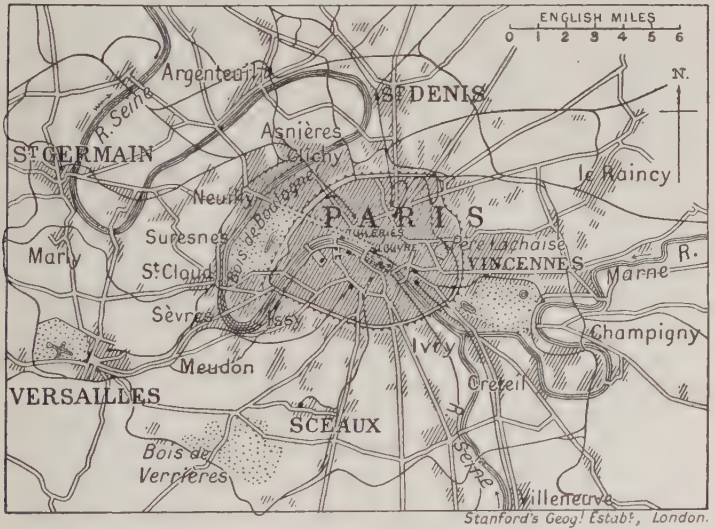 ENGLISH MILES
0 1 2 3 4 5 6
N.
Argenteuil
ST DENIS
R. Seine
Asnières
Clichy
ST GERMAIN
le Raincy
Neuilly
Bois de Boulogne
PARIS
TUILERIES
LOUVRE
Père Lachaise
Suresnes
Marly
St Cloud
VINCENNES
R.
Marne
Sèvres
Issy
Ivry
Champigny
Meudon
Creteil
VERSAILLES
SCEAUX
R
Seine
Bois de
Verrières
Villeneuve
Stanford's Geogl. Estabt., London.